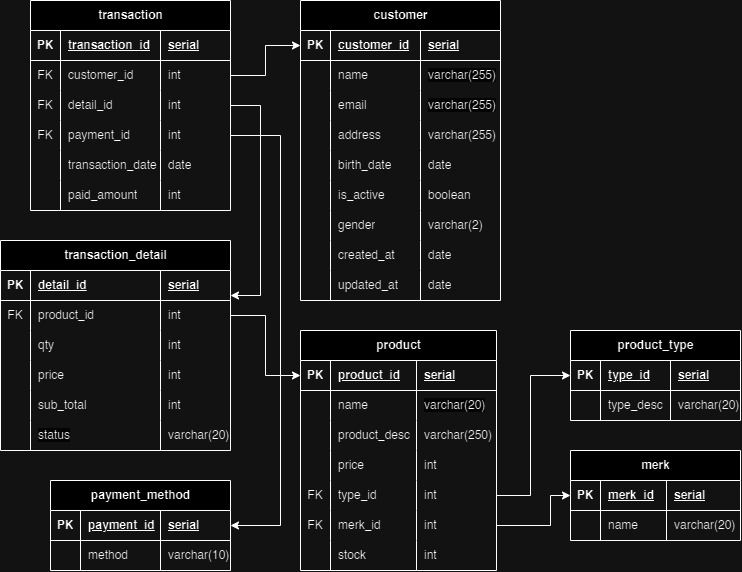 transaction
PK transaction_id serial
FK customer_id int
FK detail_id int
FK payment_id int
transaction_date date
paid_amount int
customer
PK customer_id serial
name varchar(255)
email varchar(255)
address varchar(255)
birth_date date
is_active boolean
gender varchar(2)
created_at date
updated_at date
transaction_detail
PK detail_id serial
FK product_id int
qty int
price int
sub_total int
status varchar(20)
product
PK product_id serial
name varchar(20)
product_desc varchar(250)
price int
FK type_id int
FK merk_id int
stock int
product_type
PK type_id serial
type_desc varchar(20)
merk
PK merk_id serial
name varchar(20)
payment_method
PK payment_id serial
method varchar(10)